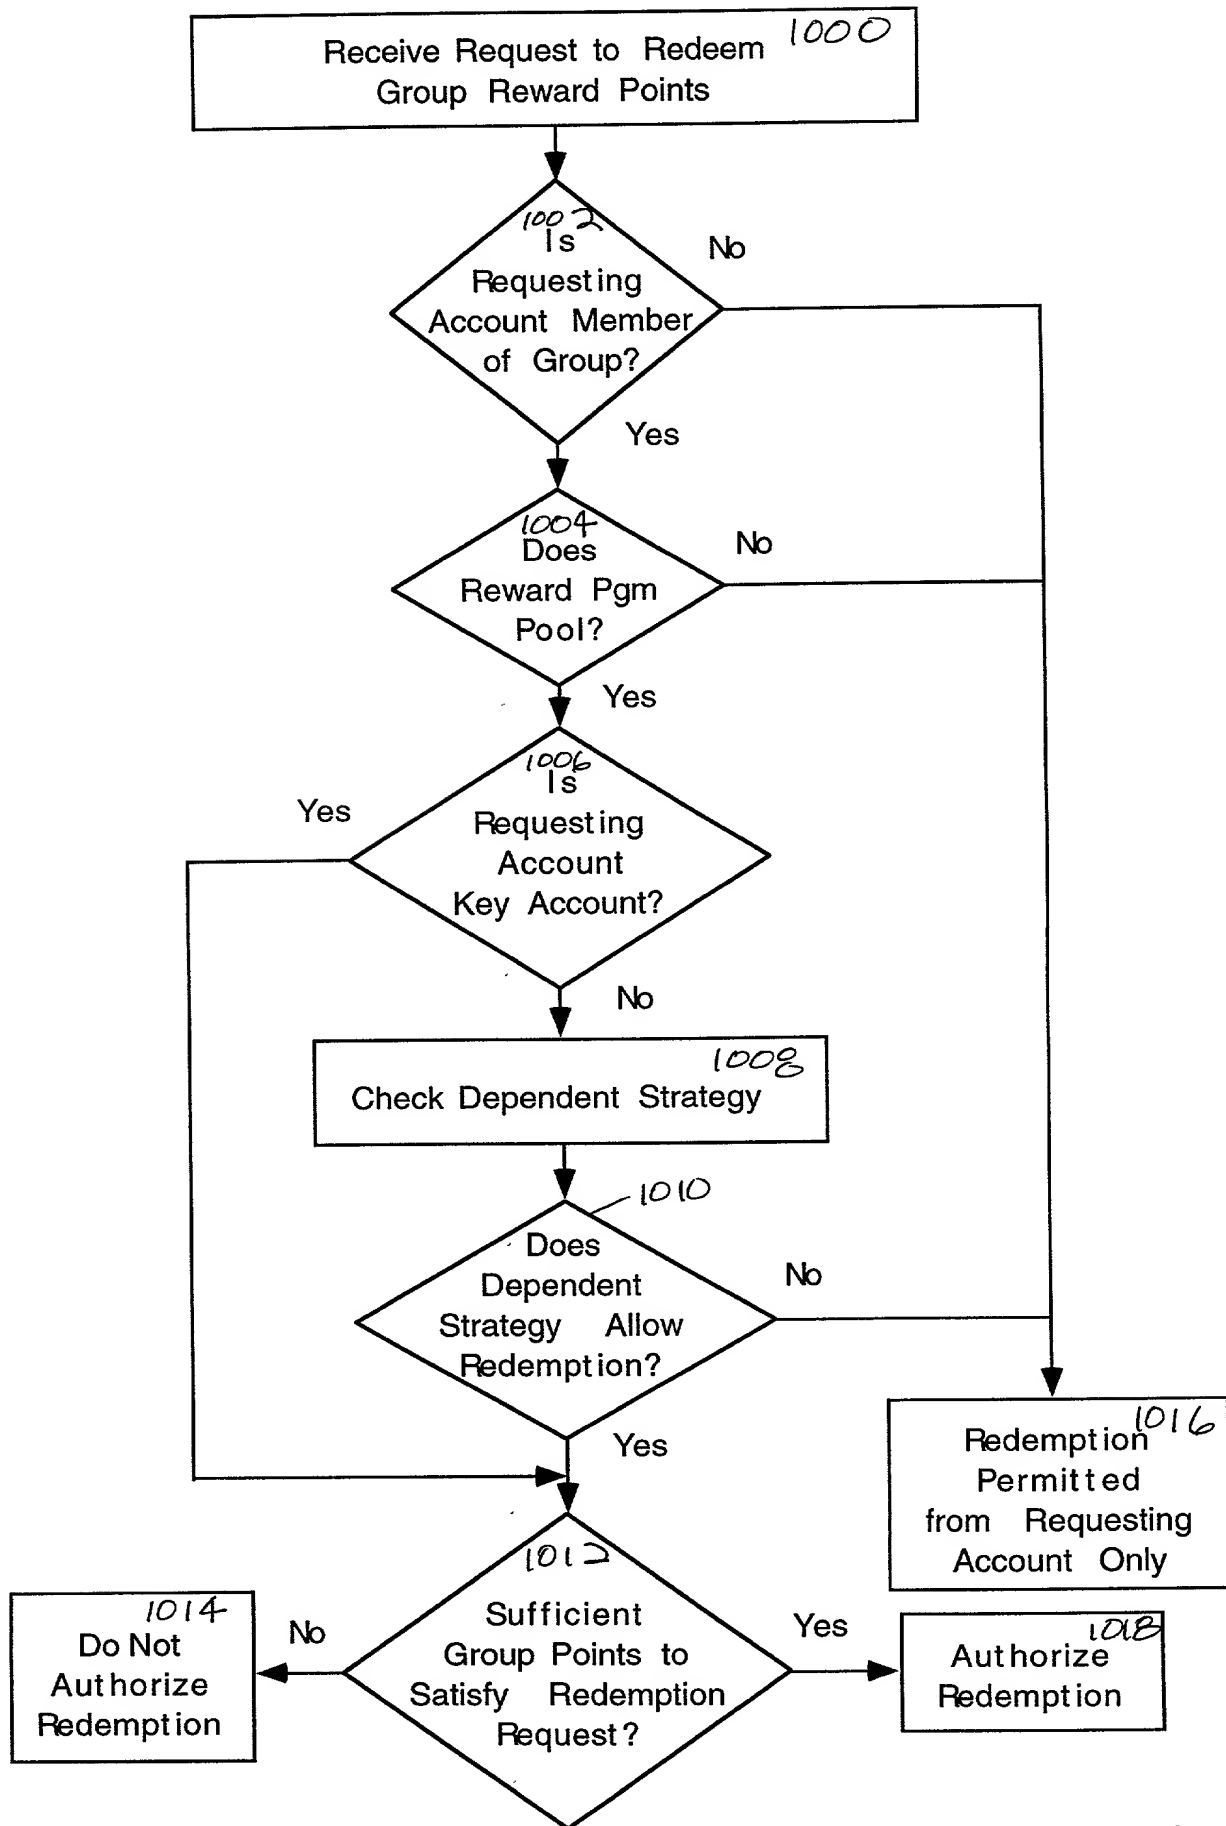 Receive Request to Redeem 1000
Group Reward Points
1002
Is
Requesting
Account Member
of Group?
No
Yes
1004
Does
Reward Pgm
Pool?
No
Yes
1006
Is
Requesting
Account
Key Account?
Yes
No
1008
Check Dependent Strategy
1010
Does
Dependent
Strategy Allow
Redemption?
No
Yes
1016
Redemption
Permitted
from Requesting
Account Only
1012
Sufficient
Group Points to
Satisfy Redemption
Request?
No
Yes
1014
Do Not
Authorize
Redemption
1018
Authorize
Redemption